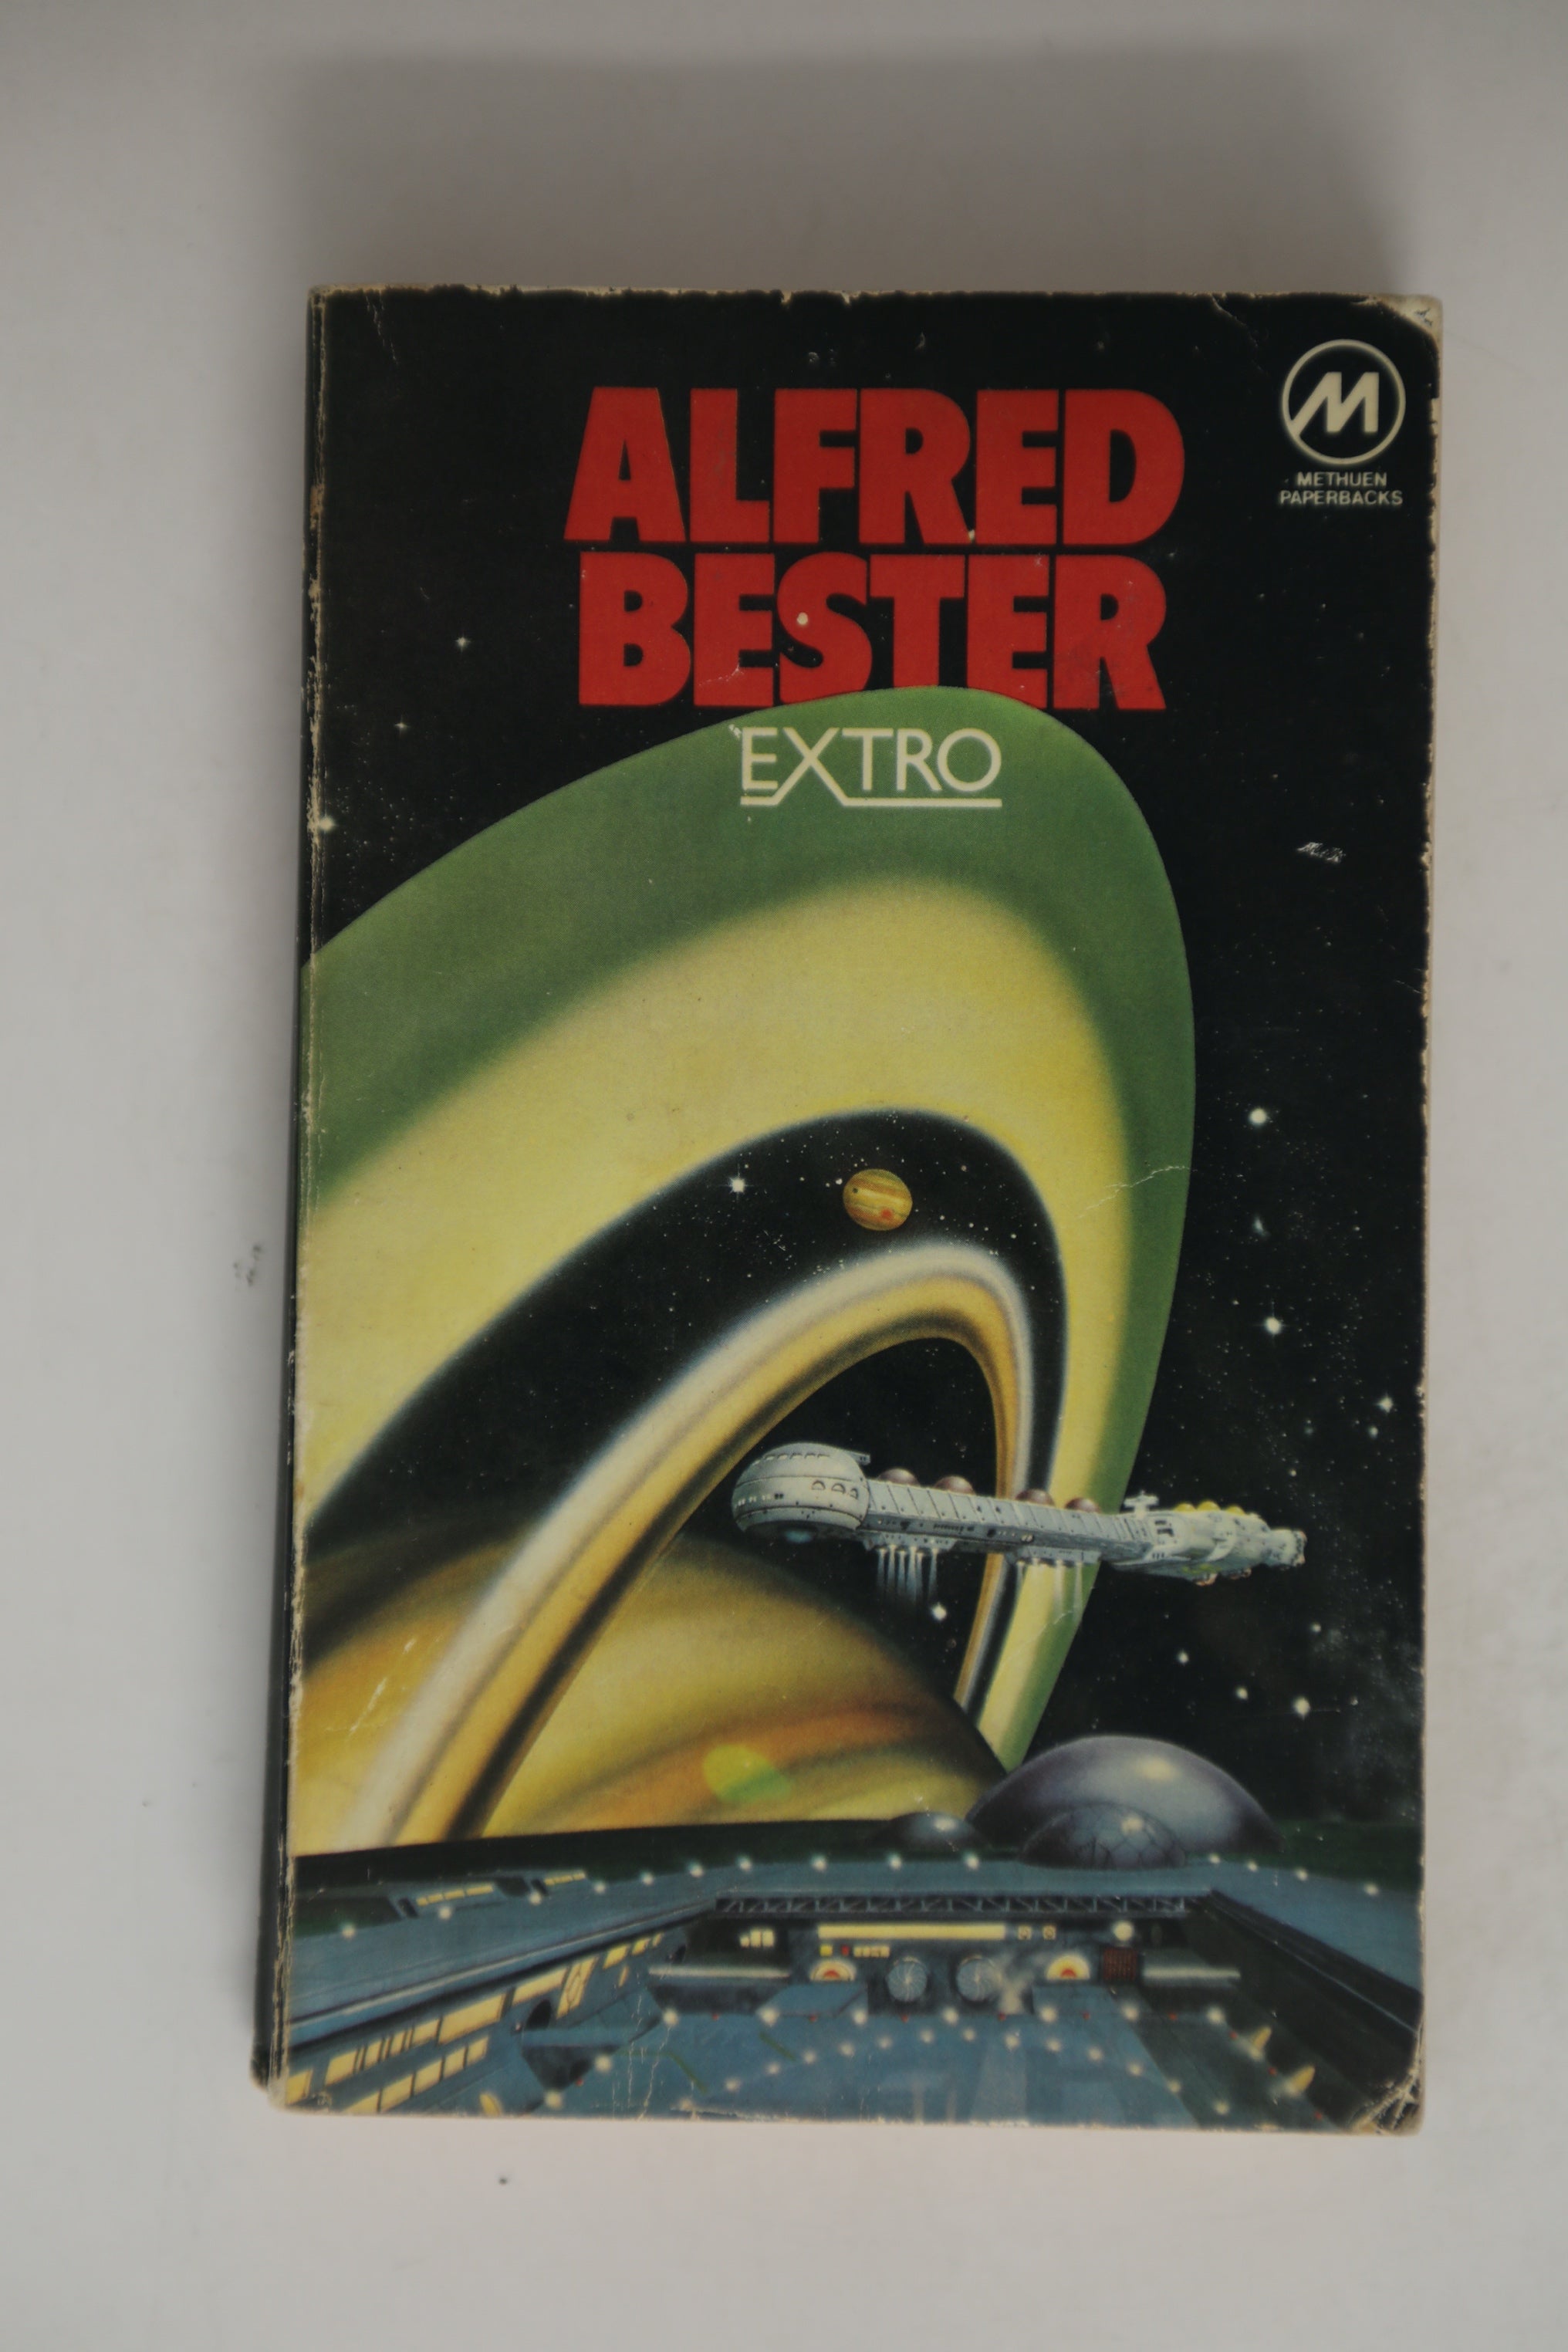 ALFRED
BESTER
EXTRO
M
METHUEN
PAPERBACKS